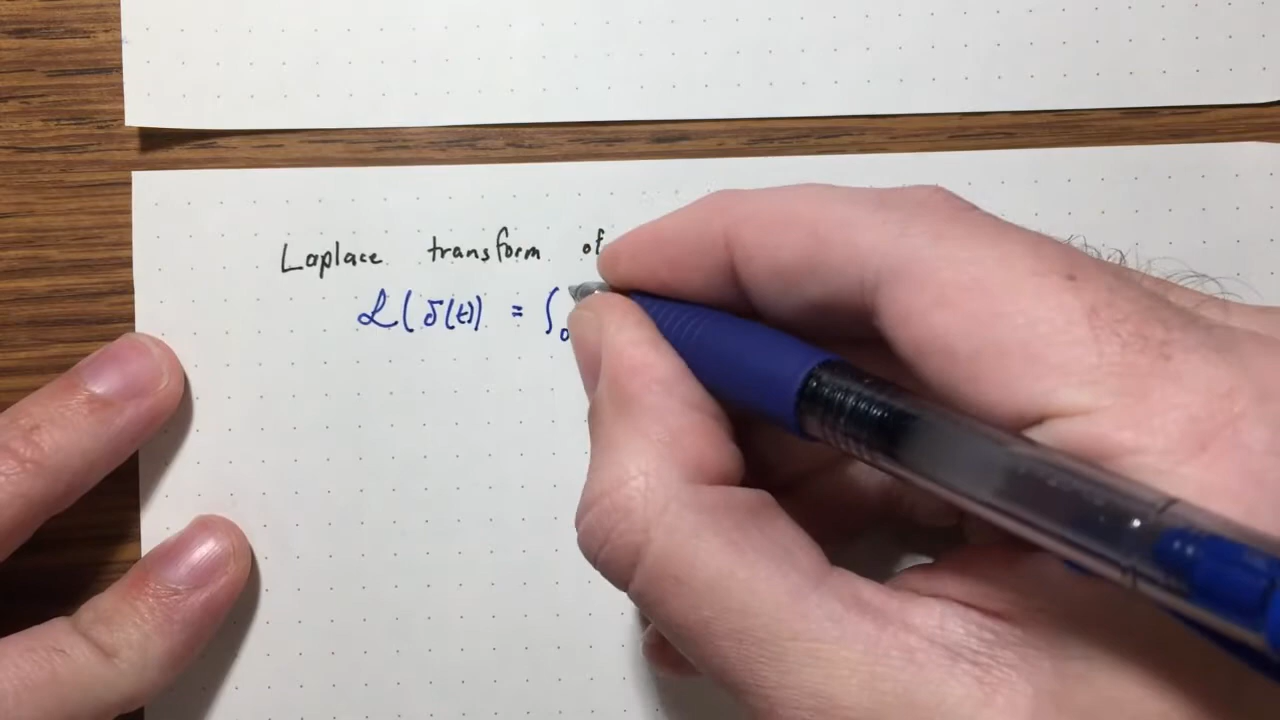 Laplace transform of
ℒ(δ(t)) = ∫₀